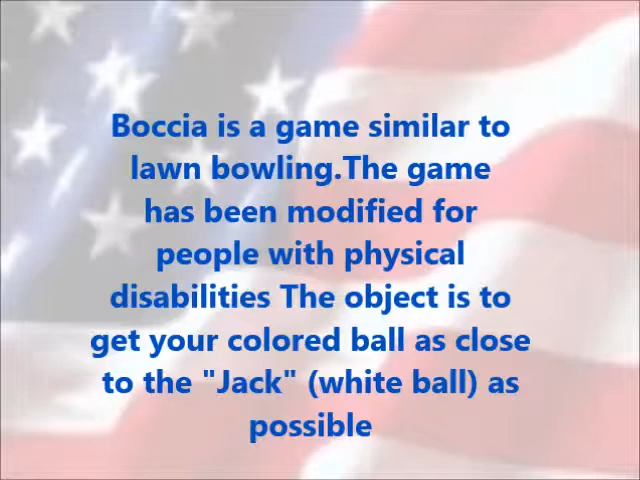 Boccia is a game similar to
lawn bowling.The game
has been modified for
people with physical
disabilities The object is to
get your colored ball as close
to the "Jack" (white ball) as
possible